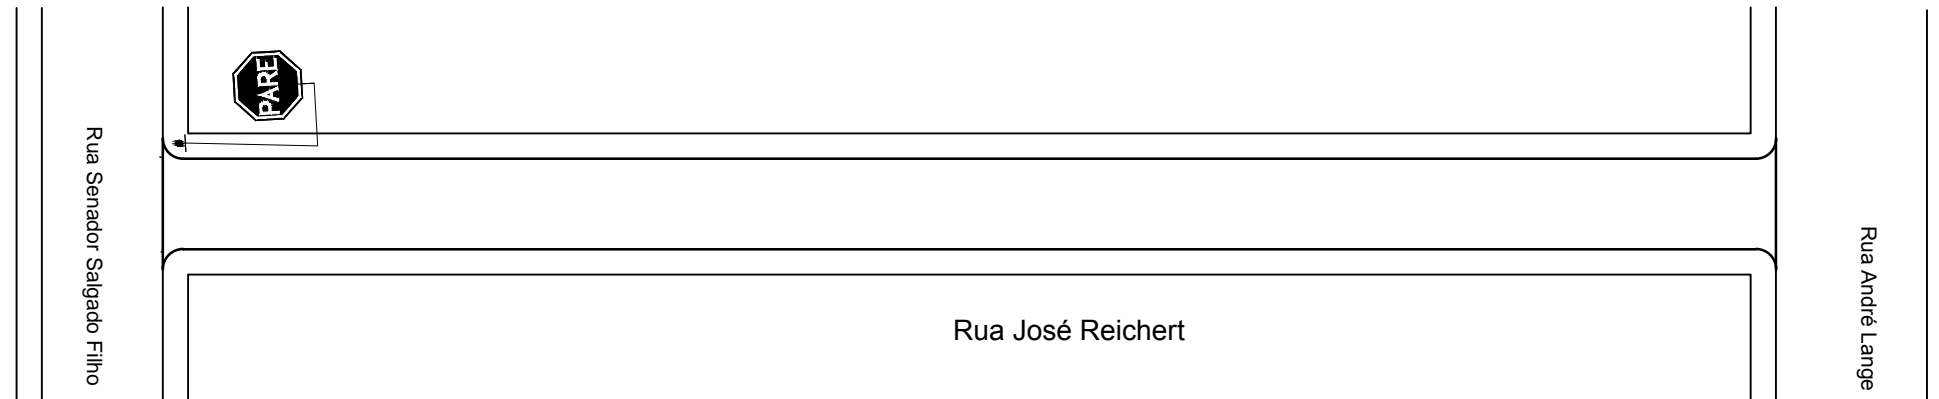 PARE
Rua Senador Salgado Filho
Rua José Reichert
Rua André Lange